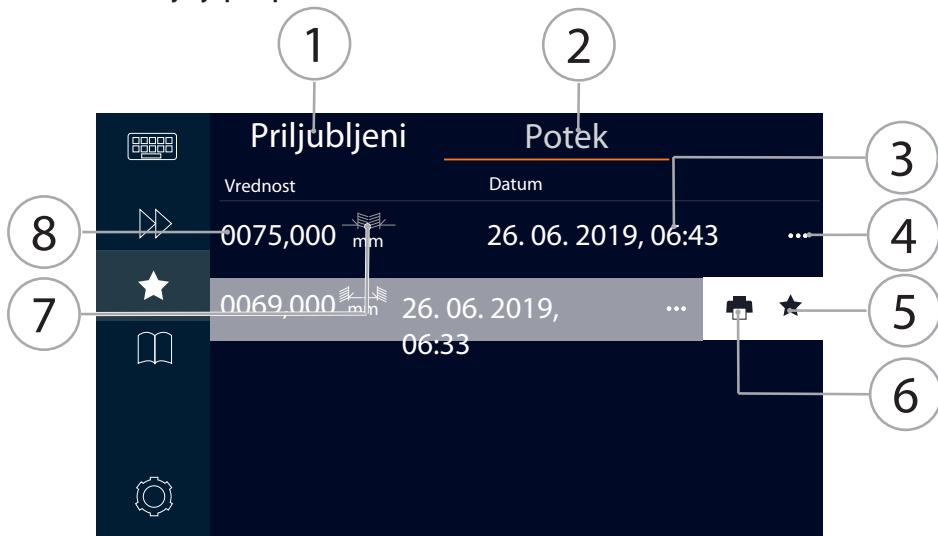 1
2
Priljubljeni
Potek
3
Vrednost
Datum
8
0075,000 mm
26. 06. 2019, 06:43
...
4
7
0069,000 mm
26. 06. 2019,
06:33
...
5
6